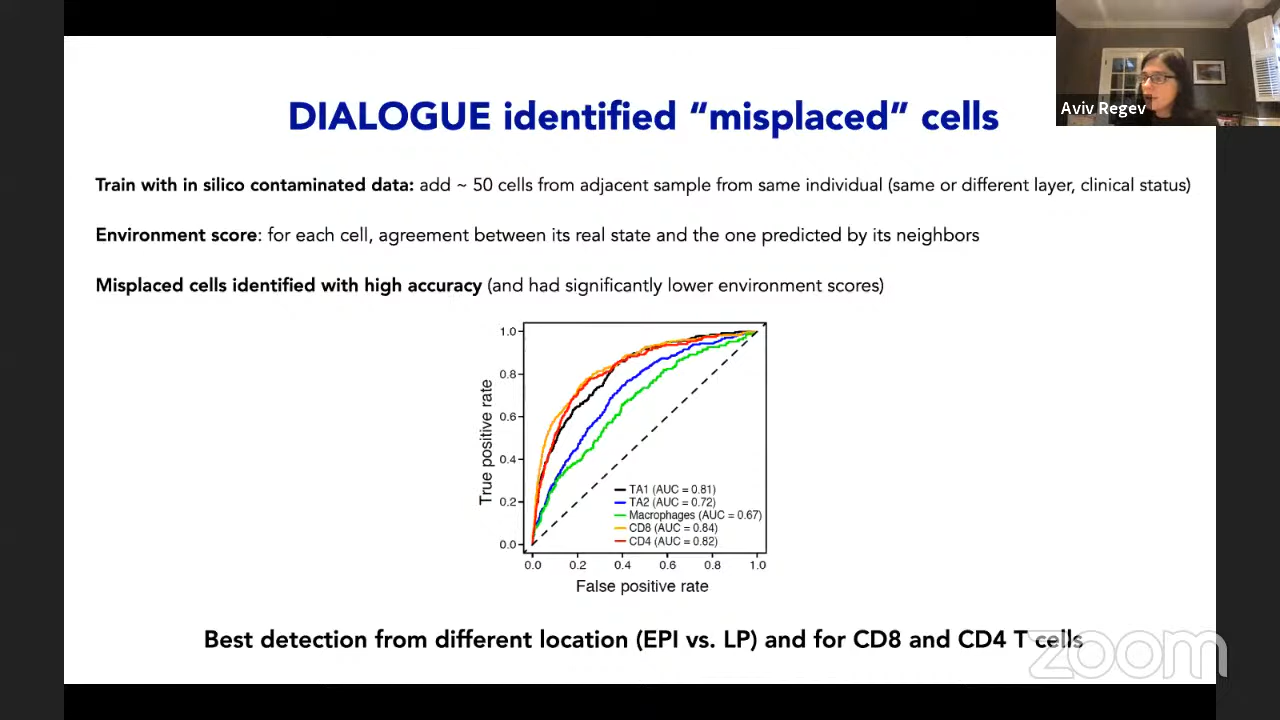 DIALOGUE identified “misplaced” cells
Aviv Regev
Train with in silico contaminated data: add ~ 50 cells from adjacent sample from same individual (same or different layer, clinical status)
Environment score: for each cell, agreement between its real state and the one predicted by its neighbors
Misplaced cells identified with high accuracy (and had significantly lower environment scores)
True positive rate
1.0
0.8
0.6
0.4
0.2
0.0
TA1 (AUC = 0.81)
TA2 (AUC = 0.72)
Macrophages (AUC = 0.67)
CD8 (AUC = 0.84)
CD4 (AUC = 0.82)
0.0 0.2 0.4 0.6 0.8 1.0
False positive rate
Best detection from different location (EPI vs. LP) and for CD8 and CD4 T cells
zoom